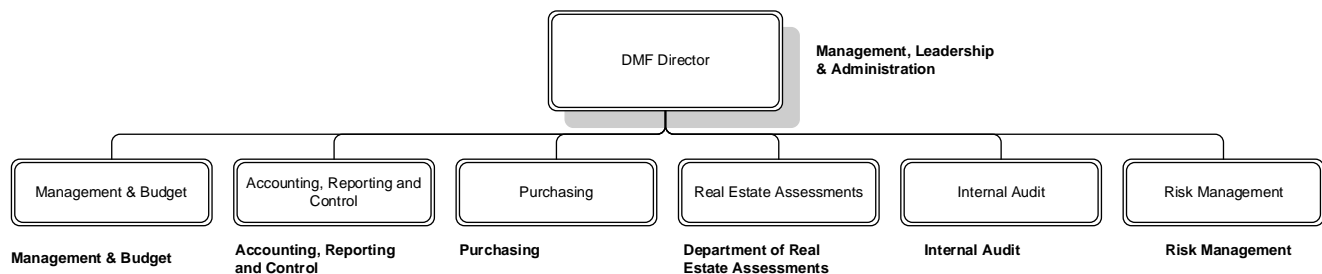 DMF Director
Management, Leadership
& Administration
Management & Budget
Accounting, Reporting and
Control
Purchasing
Real Estate Assessments
Internal Audit
Risk Management
Management & Budget
Accounting, Reporting
and Control
Purchasing
Department of Real
Estate Assessments
Internal Audit
Risk Management